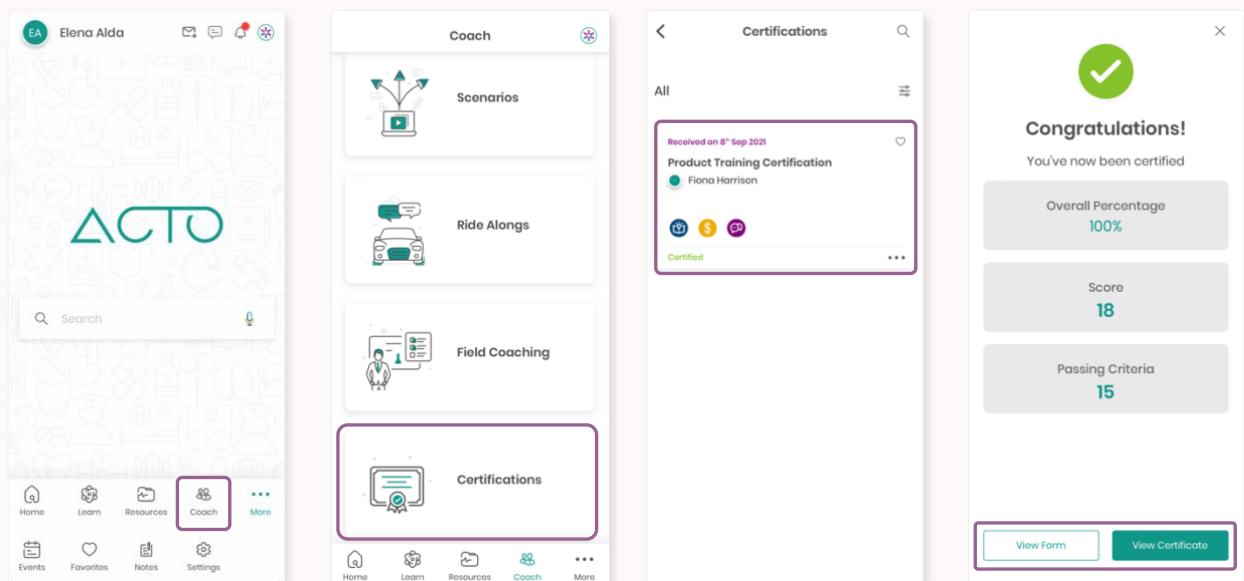 EA
Elena Alda
ACTO
Search
Home
Learn
Resources
Coach
More
Events
Favorites
Notes
Settings
Coach
Scenarios
Ride Alongs
Field Coaching
Certifications
Home
Learn
Resources
Coach
More
Certifications
All
Received on 8th Sep 2021
Product Training Certification
Fiona Harrison
$
Certified
Congratulations!
You've now been certified
Overall Percentage
100%
Score
18
Passing Criteria
15
View Form
View Certificate